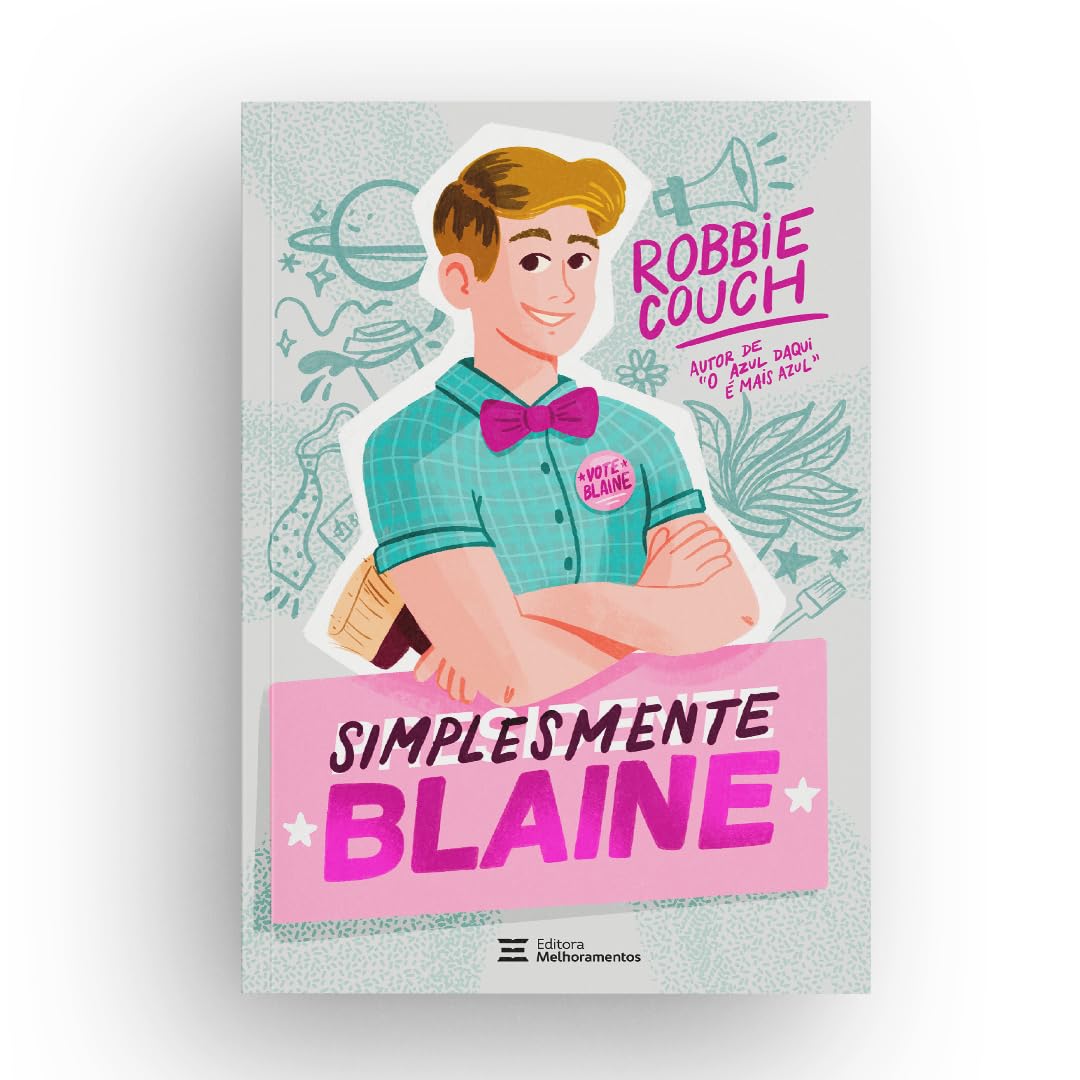 ROBBiE
COUCH
AUTOR DE
"O AZUL DAQUi
É MAIS AZUL"
★VOTE★
BLAINE
SIMPLESMENTE
BLAINE
Editora
Melhoramentos